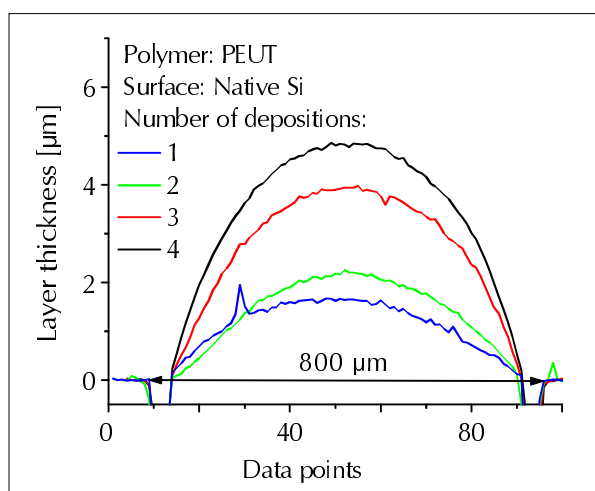 Polymer: PEUT
Surface: Native Si
Number of depositions:
1
2
3
4
Layer thickness [µm]
6
4
2
0
800 µm
0
40
80
Data points